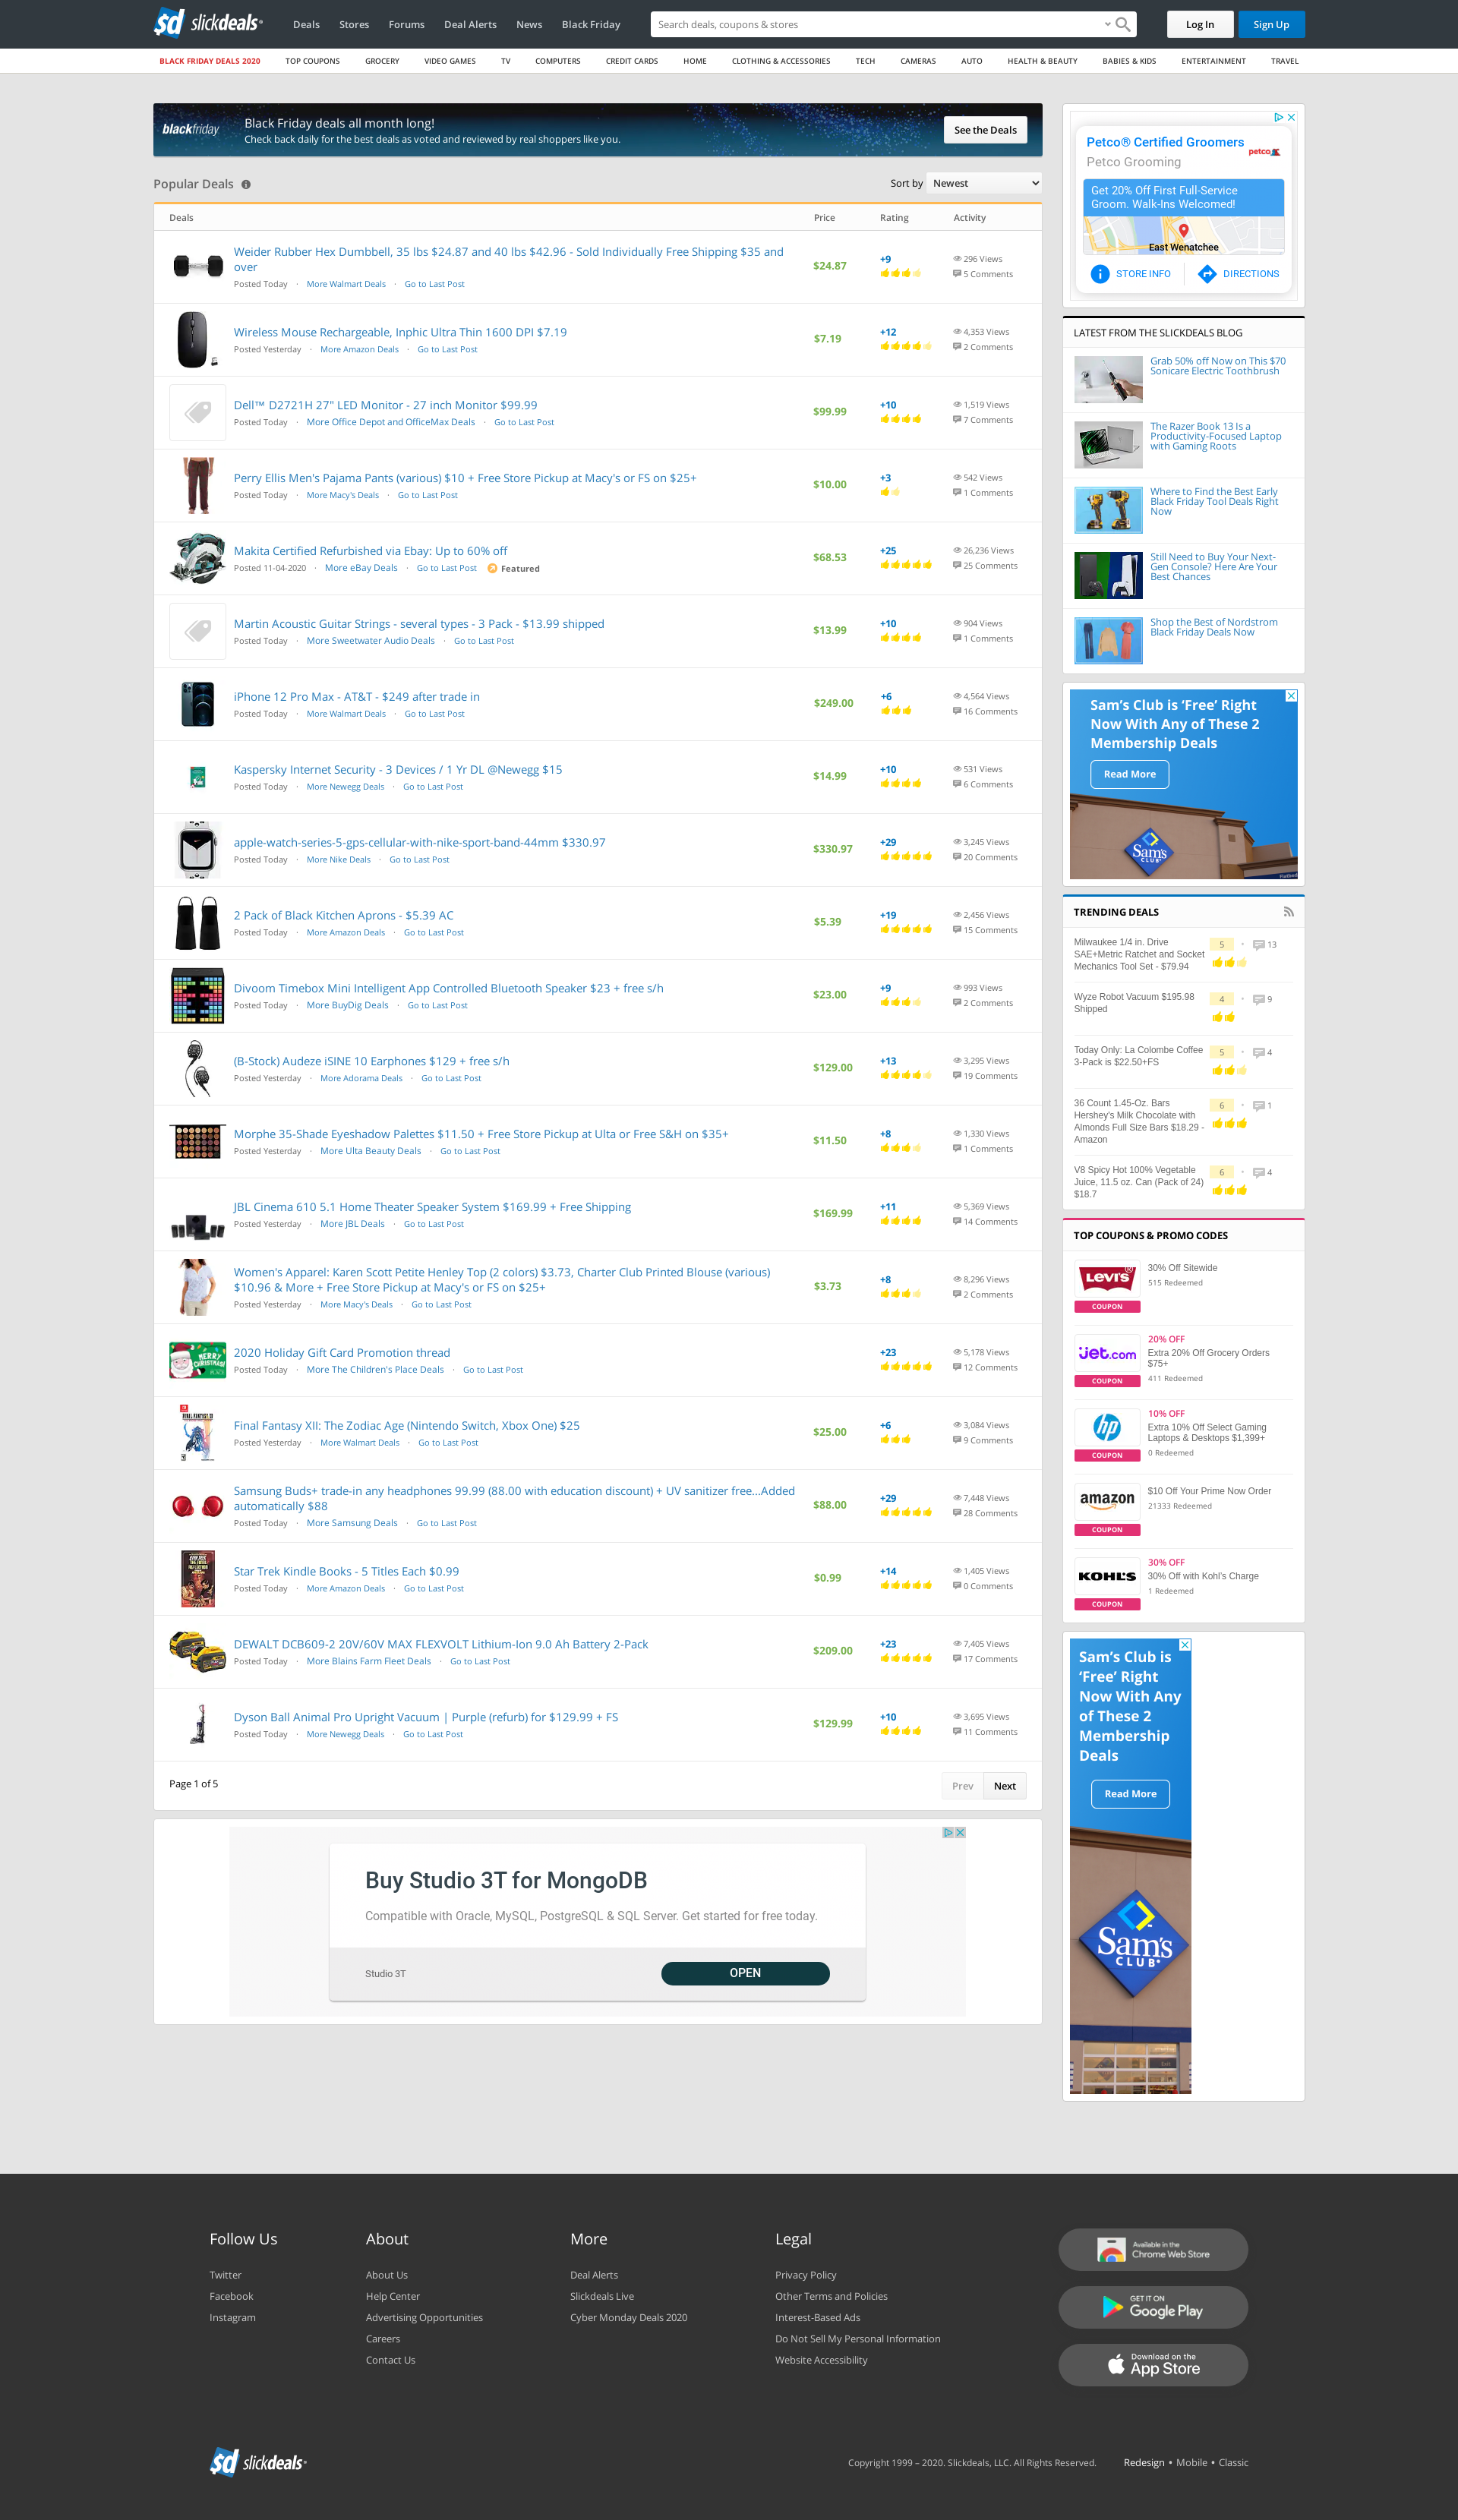 sd slickdeals
Deals Stores Forums Deal Alerts News Black Friday
Search deals, coupons & stores
Log In Sign Up
BLACK FRIDAY DEALS 2020 TOP COUPONS GROCERY VIDEO GAMES TV COMPUTERS CREDIT CARDS HOME CLOTHING & ACCESSORIES TECH CAMERAS AUTO HEALTH & BEAUTY BABIES & KIDS ENTERTAINMENT TRAVEL
blackfriday
Black Friday deals all month long!
Check back daily for the best deals as voted and reviewed by real shoppers like you.
See the Deals
Popular Deals
Sort by Newest
Deals Price Rating Activity
Weider Rubber Hex Dumbbell, 35 lbs $24.87 and 40 lbs $42.96 - Sold Individually Free Shipping $35 and
over
Posted Today · More Walmart Deals · Go to Last Post
$24.87
+9
296 Views
5 Comments
Wireless Mouse Rechargeable, Inphic Ultra Thin 1600 DPI $7.19
Posted Yesterday · More Amazon Deals · Go to Last Post
$7.19
+12
4,353 Views
2 Comments
Dell™ D2721H 27" LED Monitor - 27 inch Monitor $99.99
Posted Today · More Office Depot and OfficeMax Deals · Go to Last Post
$99.99
+10
1,519 Views
7 Comments
Perry Ellis Men's Pajama Pants (various) $10 + Free Store Pickup at Macy's or FS on $25+
Posted Today · More Macy's Deals · Go to Last Post
$10.00
+3
542 Views
1 Comments
Makita Certified Refurbished via Ebay: Up to 60% off
Posted 11-04-2020 · More eBay Deals · Go to Last Post Featured
$68.53
+25
26,236 Views
25 Comments
Martin Acoustic Guitar Strings - several types - 3 Pack - $13.99 shipped
Posted Today · More Sweetwater Audio Deals · Go to Last Post
$13.99
+10
904 Views
1 Comments
iPhone 12 Pro Max - AT&T - $249 after trade in
Posted Today · More Walmart Deals · Go to Last Post
$249.00
+6
4,564 Views
16 Comments
Kaspersky Internet Security - 3 Devices / 1 Yr DL @Newegg $15
Posted Today · More Newegg Deals · Go to Last Post
$14.99
+10
531 Views
6 Comments
apple-watch-series-5-gps-cellular-with-nike-sport-band-44mm $330.97
Posted Today · More Nike Deals · Go to Last Post
$330.97
+29
3,245 Views
20 Comments
2 Pack of Black Kitchen Aprons - $5.39 AC
Posted Today · More Amazon Deals · Go to Last Post
$5.39
+19
2,456 Views
15 Comments
Divoom Timebox Mini Intelligent App Controlled Bluetooth Speaker $23 + free s/h
Posted Today · More BuyDig Deals · Go to Last Post
$23.00
+9
993 Views
2 Comments
(B-Stock) Audeze iSINE 10 Earphones $129 + free s/h
Posted Yesterday · More Adorama Deals · Go to Last Post
$129.00
+13
3,295 Views
19 Comments
Morphe 35-Shade Eyeshadow Palettes $11.50 + Free Store Pickup at Ulta or Free S&H on $35+
Posted Yesterday · More Ulta Beauty Deals · Go to Last Post
$11.50
+8
1,330 Views
1 Comments
JBL Cinema 610 5.1 Home Theater Speaker System $169.99 + Free Shipping
Posted Yesterday · More JBL Deals · Go to Last Post
$169.99
+11
5,369 Views
14 Comments
Women's Apparel: Karen Scott Petite Henley Top (2 colors) $3.73, Charter Club Printed Blouse (various)
$10.96 & More + Free Store Pickup at Macy's or FS on $25+
Posted Yesterday · More Macy's Deals · Go to Last Post
$3.73
+8
8,296 Views
2 Comments
MERRY CHRISTMAS!
2020 Holiday Gift Card Promotion thread
Posted Today · More The Children's Place Deals · Go to Last Post
+23
5,178 Views
12 Comments
Final Fantasy XII: The Zodiac Age (Nintendo Switch, Xbox One) $25
Posted Yesterday · More Walmart Deals · Go to Last Post
$25.00
+6
3,084 Views
9 Comments
Samsung Buds+ trade-in any headphones 99.99 (88.00 with education discount) + UV sanitizer free...Added
automatically $88
Posted Today · More Samsung Deals · Go to Last Post
$88.00
+29
7,448 Views
28 Comments
Star Trek Kindle Books - 5 Titles Each $0.99
Posted Today · More Amazon Deals · Go to Last Post
$0.99
+14
1,405 Views
0 Comments
DEWALT DCB609-2 20V/60V MAX FLEXVOLT Lithium-Ion 9.0 Ah Battery 2-Pack
Posted Today · More Blains Farm Fleet Deals · Go to Last Post
$209.00
+23
7,405 Views
17 Comments
Dyson Ball Animal Pro Upright Vacuum | Purple (refurb) for $129.99 + FS
Posted Today · More Newegg Deals · Go to Last Post
$129.99
+10
3,695 Views
11 Comments
Page 1 of 5
Prev Next
Buy Studio 3T for MongoDB
Compatible with Oracle, MySQL, PostgreSQL & SQL Server. Get started for free today.
Studio 3T
OPEN
Petco® Certified Groomers
Petco Grooming
petco
Get 20% Off First Full-Service
Groom. Walk-Ins Welcomed!
East Wenatchee
STORE INFO DIRECTIONS
LATEST FROM THE SLICKDEALS BLOG
Grab 50% off Now on This $70
Sonicare Electric Toothbrush
The Razer Book 13 Is a
Productivity-Focused Laptop
with Gaming Roots
Where to Find the Best Early
Black Friday Tool Deals Right
Now
Still Need to Buy Your Next-
Gen Console? Here Are Your
Best Chances
Shop the Best of Nordstrom
Black Friday Deals Now
Sam's Club is 'Free' Right
Now With Any of These 2
Membership Deals
Read More
Sam's
CLUB
TRENDING DEALS
Milwaukee 1/4 in. Drive
SAE+Metric Ratchet and Socket
Mechanics Tool Set - $79.94
5 · 13
Wyze Robot Vacuum $195.98
Shipped
4 · 9
Today Only: La Colombe Coffee
3-Pack is $22.50+FS
5 · 4
36 Count 1.45-Oz. Bars
Hershey's Milk Chocolate with
Almonds Full Size Bars $18.29 -
Amazon
6 · 1
V8 Spicy Hot 100% Vegetable
Juice, 11.5 oz. Can (Pack of 24)
$18.7
6 · 4
TOP COUPONS & PROMO CODES
LEVI'S
COUPON
30% Off Sitewide
515 Redeemed
jet.com
COUPON
20% OFF
Extra 20% Off Grocery Orders
$75+
411 Redeemed
hp
COUPON
10% OFF
Extra 10% Off Select Gaming
Laptops & Desktops $1,399+
0 Redeemed
amazon
COUPON
$10 Off Your Prime Now Order
21333 Redeemed
KOHL'S
COUPON
30% OFF
30% Off with Kohl's Charge
1 Redeemed
Sam's Club is
'Free' Right
Now With Any
of These 2
Membership
Deals
Read More
Sam's
CLUB
Follow Us
Twitter
Facebook
Instagram
About
About Us
Help Center
Advertising Opportunities
Careers
Contact Us
More
Deal Alerts
Slickdeals Live
Cyber Monday Deals 2020
Legal
Privacy Policy
Other Terms and Policies
Interest-Based Ads
Do Not Sell My Personal Information
Website Accessibility
Available in the
Chrome Web Store
GET IT ON
Google Play
Download on the
App Store
sd slickdeals
Copyright 1999 – 2020. Slickdeals, LLC. All Rights Reserved.
Redesign • Mobile • Classic